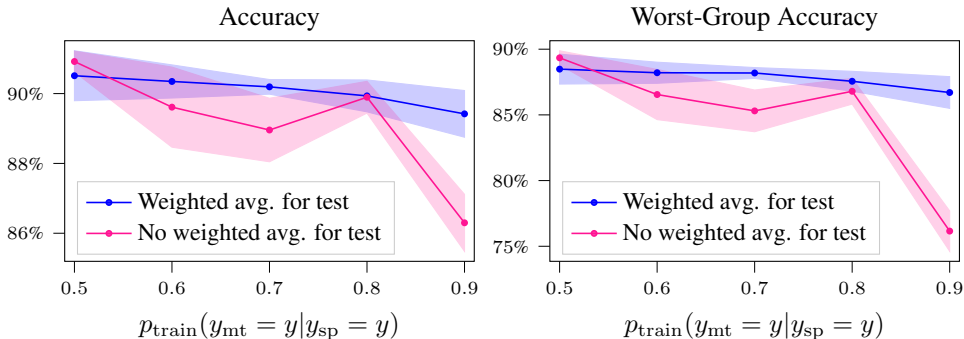 Accuracy
90%
88%
86%
Weighted avg. for test
No weighted avg. for test
0.5 0.6 0.7 0.8 0.9
p_train(y_mt = y|y_sp = y)
Worst-Group Accuracy
90%
85%
80%
75%
Weighted avg. for test
No weighted avg. for test
0.5 0.6 0.7 0.8 0.9
p_train(y_mt = y|y_sp = y)